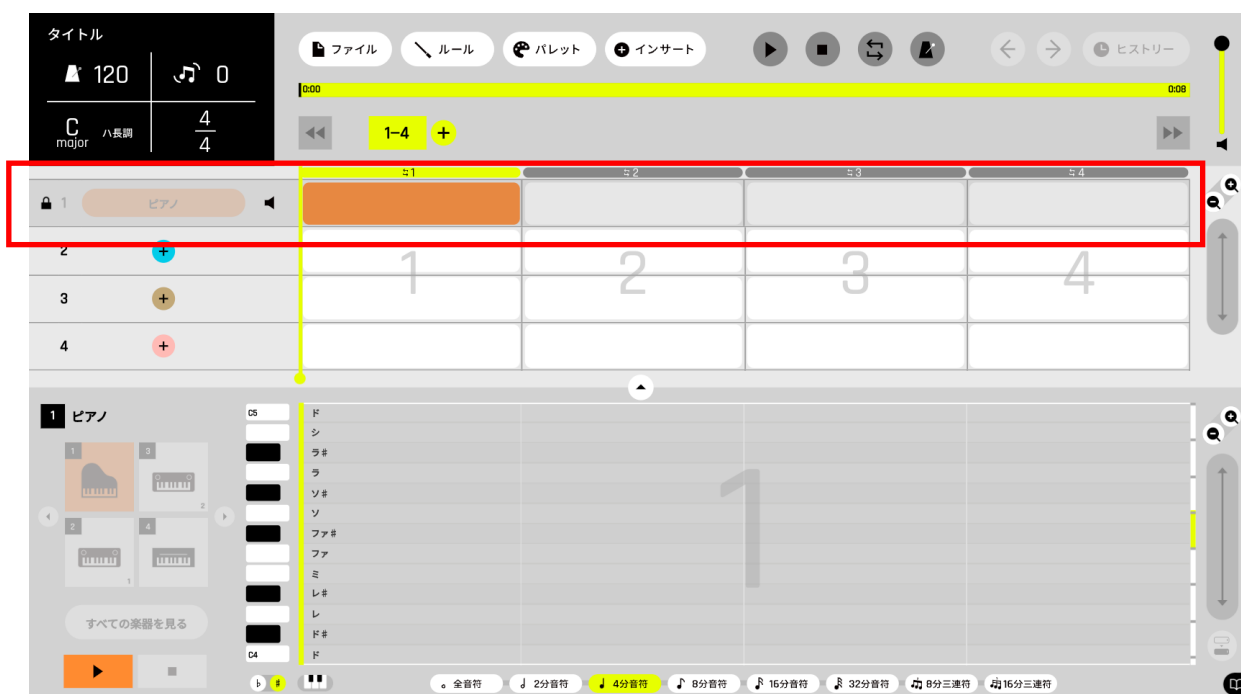 タイトル
120
0
C
major
ハ長調
4
4
ファイル
ルール
パレット
インサート
ヒストリー
0:00
0:08
1-4
1
2
3
4
1
ピアノ
2
3
4
1
2
3
4
1 ピアノ
1
3
2
2
4
1
すべての楽器を見る
C5
C4
ド
シ
ラ#
ラ
ソ#
ソ
ファ#
ファ
ミ
レ#
レ
ド#
ド
1
♭
#
全音符
2分音符
4分音符
8分音符
16分音符
32分音符
8分三連符
16分三連符